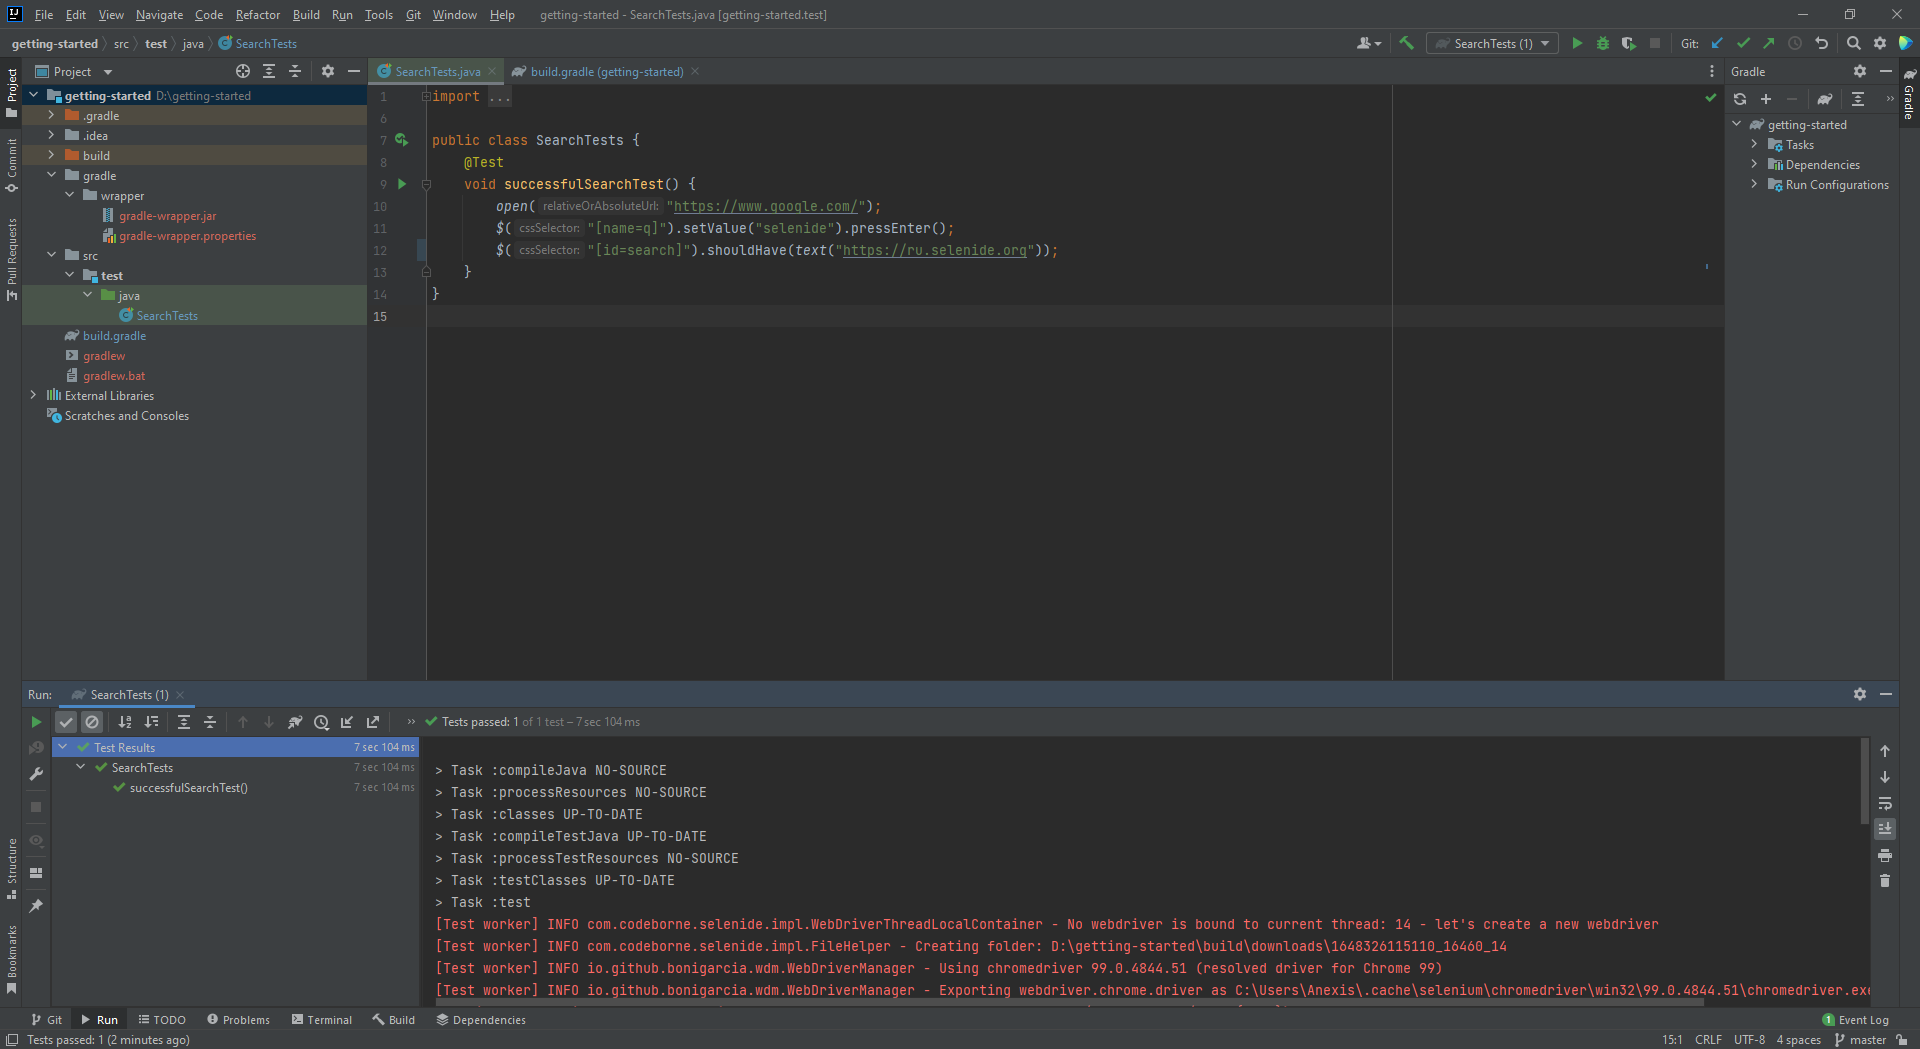 File Edit View Navigate Code Refactor Build Run Tools Git Window Help getting-started - SearchTests.java [getting-started.test]
getting-started src test java SearchTests SearchTests (1) Git:
Project
SearchTests.java build.gradle (getting-started)
Gradle
getting-started D:\getting-started
.gradle
.idea
build
gradle
wrapper
gradle-wrapper.jar
gradle-wrapper.properties
src
test
java
SearchTests
build.gradle
gradlew
gradlew.bat
External Libraries
Scratches and Consoles
1 import ...
6
7 public class SearchTests {
8 @Test
9 void successfulSearchTest() {
10 open( relativeOrAbsoluteUrl: "https://www.google.com/");
11 $( cssSelector: "[name=q]").setValue("selenide").pressEnter();
12 $( cssSelector: "[id=search]").shouldHave(text("https://ru.selenide.org"));
13 }
14 }
15
getting-started
Tasks
Dependencies
Run Configurations
Project
Commit
Pull Requests
Structure
Bookmarks
Gradle
Run: SearchTests (1)
Tests passed: 1 of 1 test – 7 sec 104 ms
Test Results 7 sec 104 ms
SearchTests 7 sec 104 ms
successfulSearchTest() 7 sec 104 ms
> Task :compileJava NO-SOURCE
> Task :processResources NO-SOURCE
> Task :classes UP-TO-DATE
> Task :compileTestJava UP-TO-DATE
> Task :processTestResources NO-SOURCE
> Task :testClasses UP-TO-DATE
> Task :test
[Test worker] INFO com.codeborne.selenide.impl.WebDriverThreadLocalContainer - No webdriver is bound to current thread: 14 - let's create a new webdriver
[Test worker] INFO com.codeborne.selenide.impl.FileHelper - Creating folder: D:\getting-started\build\downloads\1648326115110_16460_14
[Test worker] INFO io.github.bonigarcia.wdm.WebDriverManager - Using chromedriver 99.0.4844.51 (resolved driver for Chrome 99)
[Test worker] INFO io.github.bonigarcia.wdm.WebDriverManager - Exporting webdriver.chrome.driver as C:\Users\Anexis\.cache\selenium\chromedriver\win32\99.0.4844.51\chromedriver.exe
Git Run TODO Problems Terminal Build Dependencies 1 Event Log
Tests passed: 1 (2 minutes ago) 15:1 CRLF UTF-8 4 spaces master